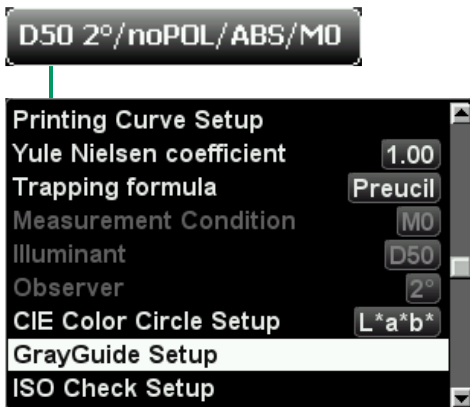 D50 2°/noPOL/ABS/M0
Printing Curve Setup
Yule Nielsen coefficient 1.00
Trapping formula Preucil
Measurement Condition M0
Illuminant D50
Observer 2°
CIE Color Circle Setup L*a*b*
GrayGuide Setup
ISO Check Setup